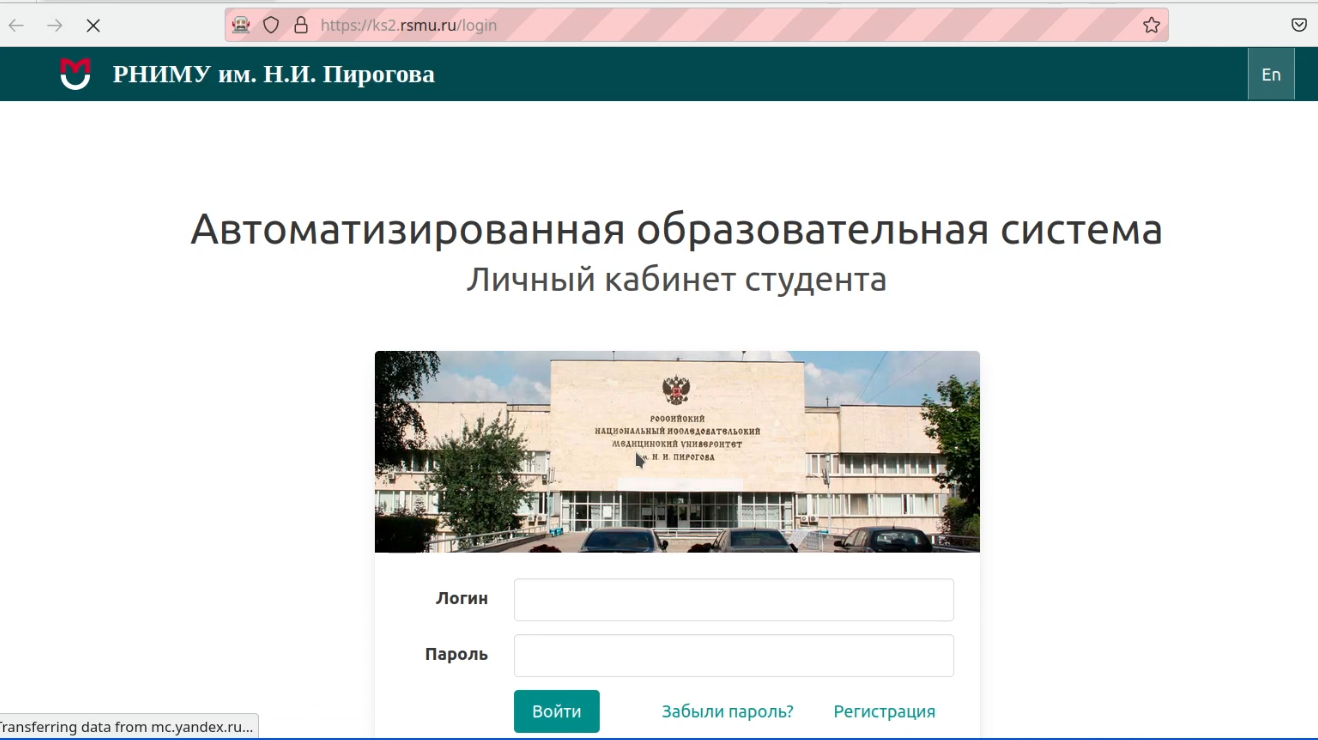 https://ks2.rsmu.ru/login
РНИМУ им. Н.И. Пирогова
En
Автоматизированная образовательная система
Личный кабинет студента
РОССИЙСКИЙ
НАЦИОНАЛЬНЫЙ ИССЛЕДОВАТЕЛЬСКИЙ
МЕДИЦИНСКИЙ УНИВЕРСИТЕТ
Н. И. ПИРОГОВА
Логин
Пароль
Войти
Забыли пароль?
Регистрация
Transferring data from mc.yandex.ru...